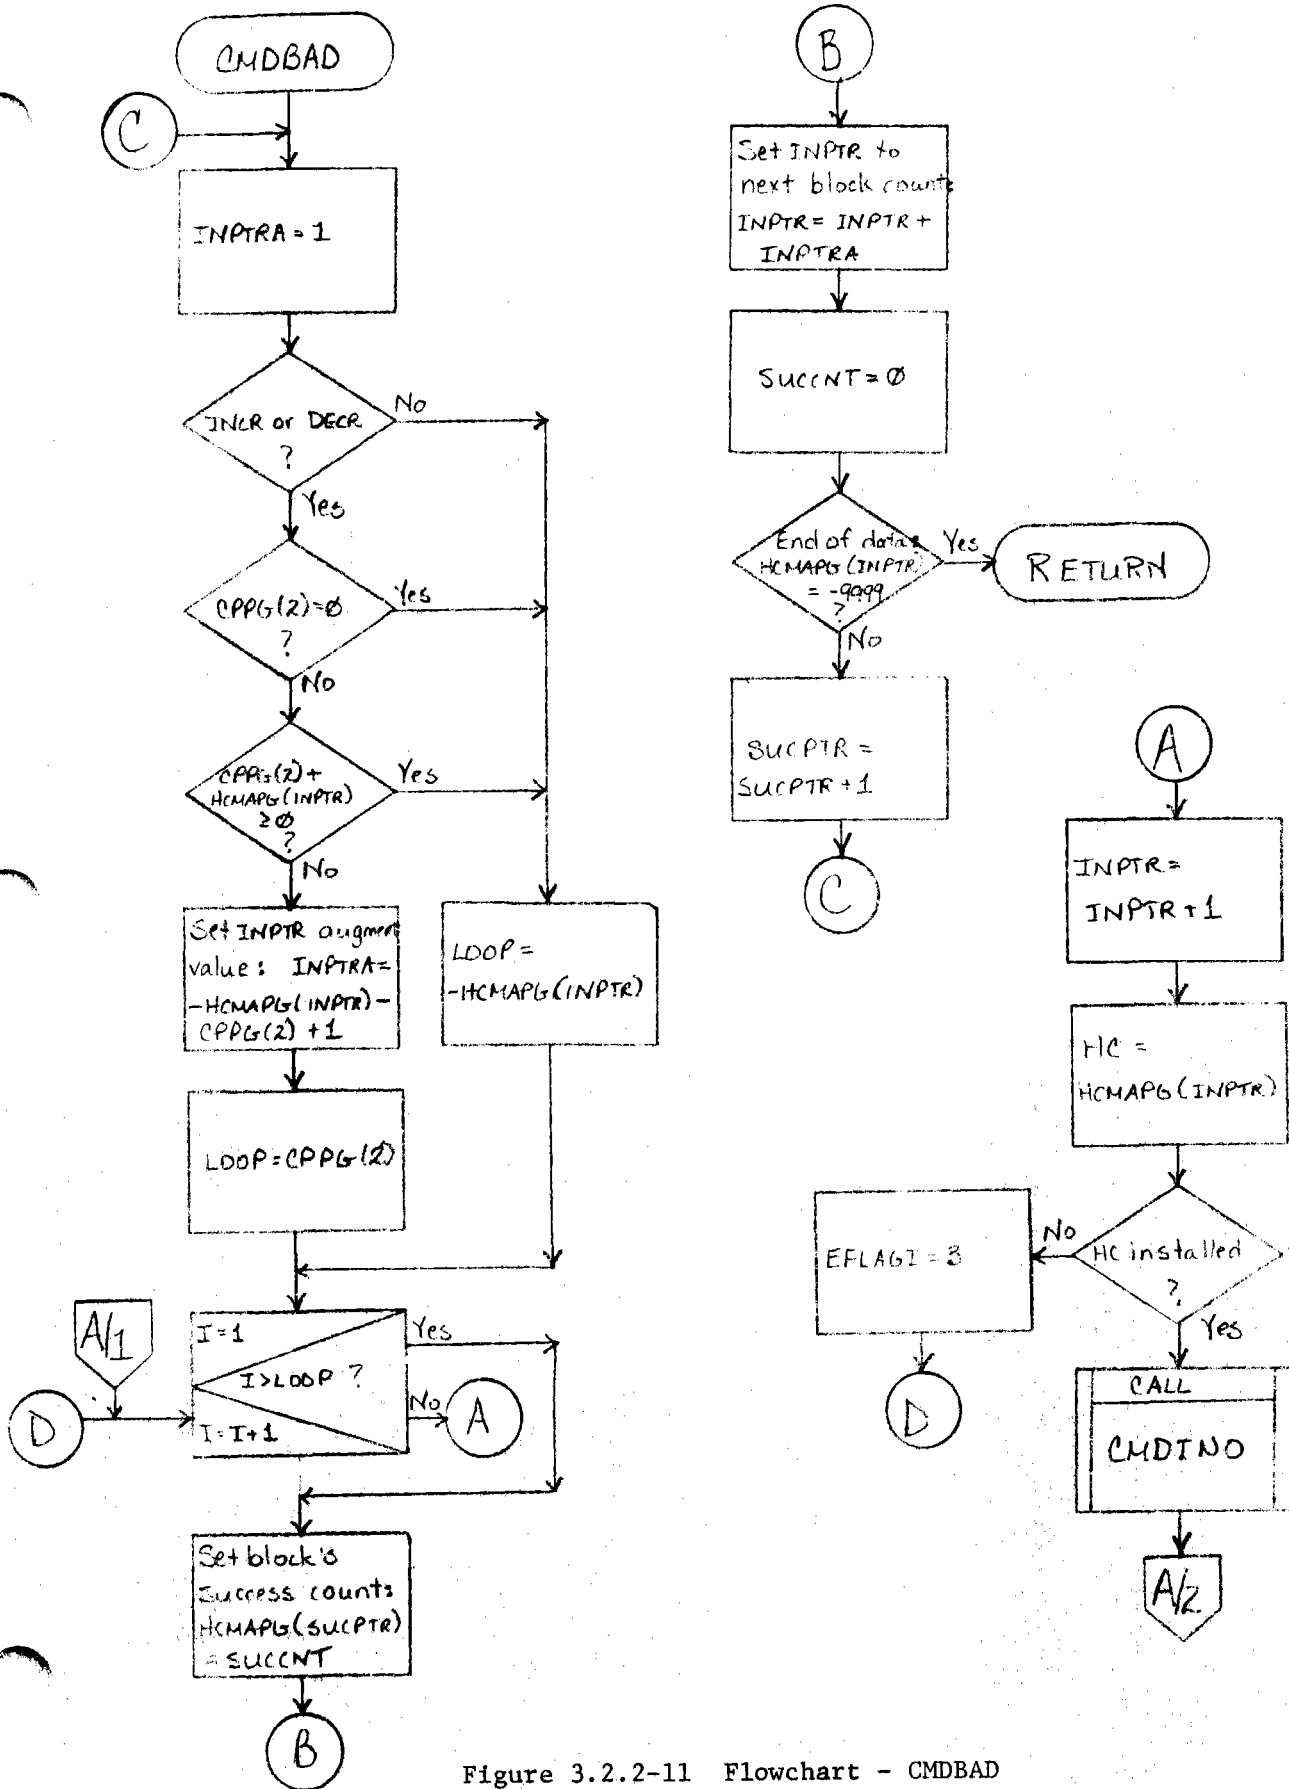 CMDBAD
C
INPTRA = 1
INCR or DECR
?
No
Yes
CPPG(2)=Ø
?
Yes
No
CPPG(2)+
HCMAPG(INPTR)
≥Ø
?
Yes
No
Set INPTR augment
value: INPTRA=
-HCMAPG(INPTR)-
CPPG(2)+1
LOOP =
-HCMAPG(INPTR)
LOOP=CPPG(2)
A/1
D
I=1
I>LOOP ?
I=I+1
Yes
No
A
Set block's
success count:
HCMAPG(SUCPTR)
= SUCCNT
B
B
Set INPTR to
next block count:
INPTR= INPTR+
INPTRA
SUCCNT=Ø
End of data:
HCMAPG(INPTR)
= -9999
?
Yes
RETURN
No
SUCPTR =
SUCPTR+1
C
A
INPTR=
INPTR+1
HC =
HCMAPG(INPTR)
HC installed
?
No
EFLAGI = 3
D
Yes
CALL
CMDINO
A/2
Figure 3.2.2-11 Flowchart - CMDBAD